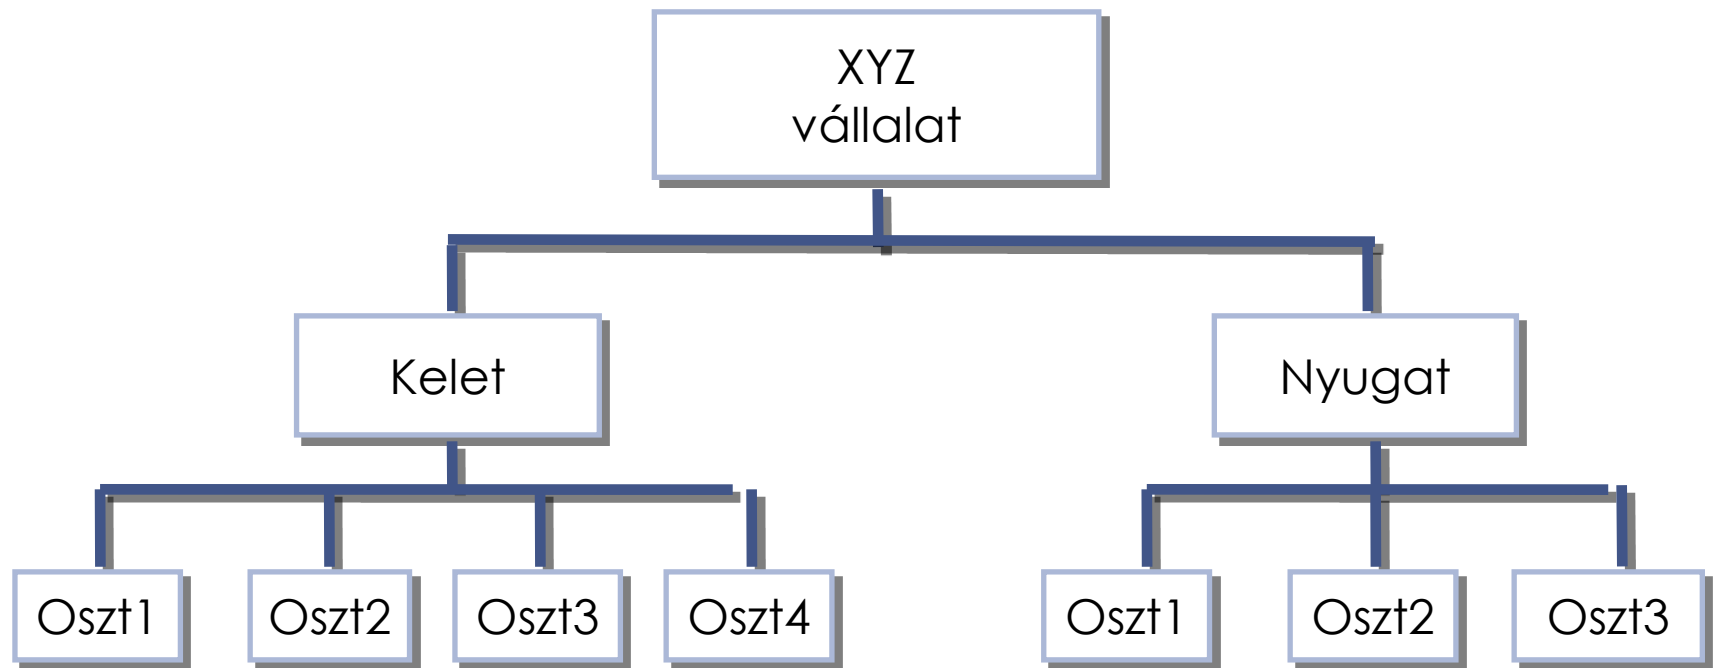 XYZ
vállalat
Kelet
Nyugat
Oszt1
Oszt2
Oszt3
Oszt4
Oszt1
Oszt2
Oszt3